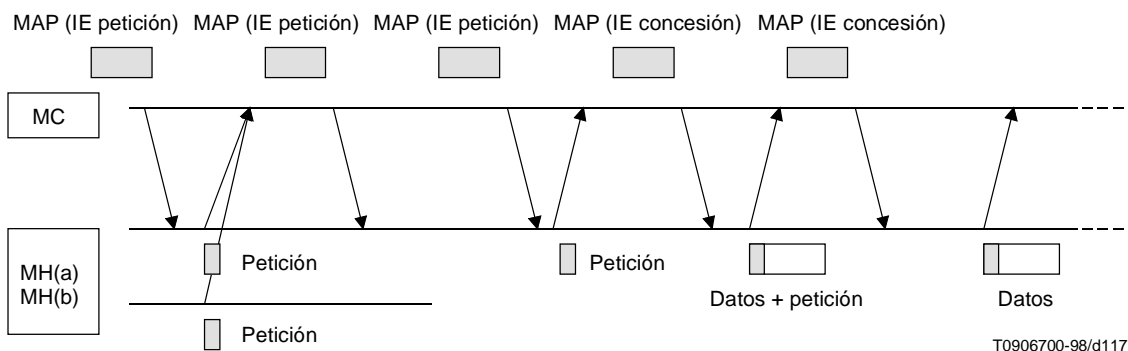 MAP (IE petición) MAP (IE petición) MAP (IE petición) MAP (IE concesión) MAP (IE concesión)
MC
MH(a)
MH(b)
Petición
Petición
Datos + petición
Datos
Petición
T0906700-98/d117